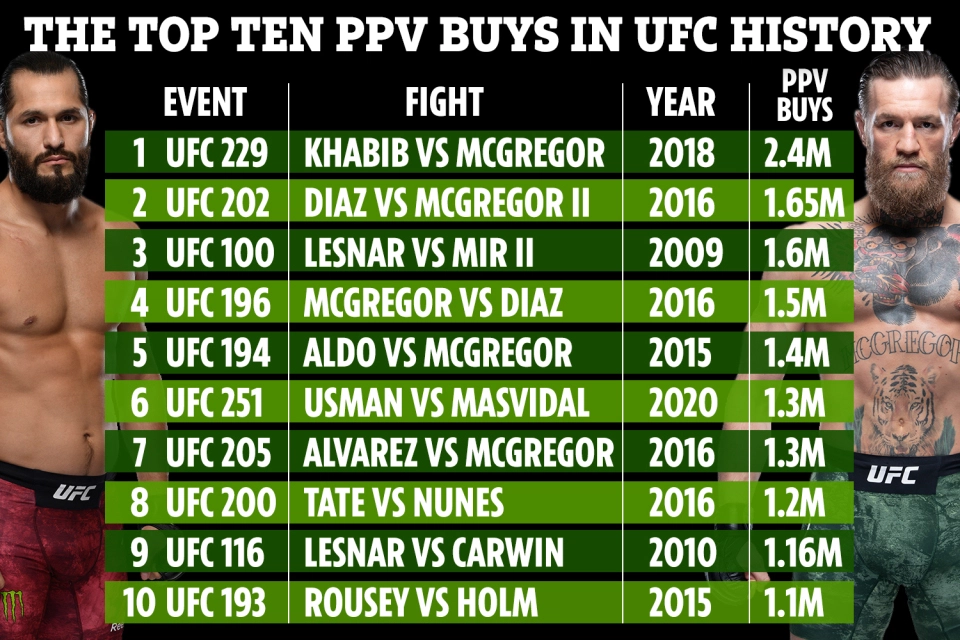 THE TOP TEN PPV BUYS IN UFC HISTORY
EVENT FIGHT YEAR PPV BUYS
1 UFC 229 KHABIB VS MCGREGOR 2018 2.4M
2 UFC 202 DIAZ VS MCGREGOR II 2016 1.65M
3 UFC 100 LESNAR VS MIR II 2009 1.6M
4 UFC 196 MCGREGOR VS DIAZ 2016 1.5M
5 UFC 194 ALDO VS MCGREGOR 2015 1.4M
6 UFC 251 USMAN VS MASVIDAL 2020 1.3M
7 UFC 205 ALVAREZ VS MCGREGOR 2016 1.3M
8 UFC 200 TATE VS NUNES 2016 1.2M
9 UFC 116 LESNAR VS CARWIN 2010 1.16M
10 UFC 193 ROUSEY VS HOLM 2015 1.1M
MCGREGOR
UFC
UFC